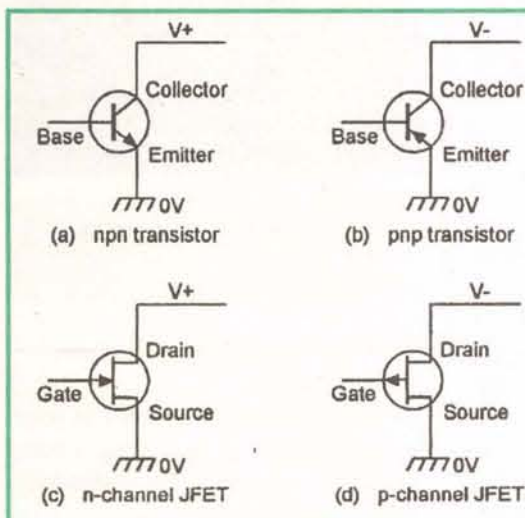 V+
Collector
Base
Emitter
0V
(a) npn transistor
V-
Collector
Base
Emitter
0V
(b) pnp transistor
V+
Drain
Gate
Source
0V
(c) n-channel JFET
V-
Drain
Gate
Source
0V
(d) p-channel JFET